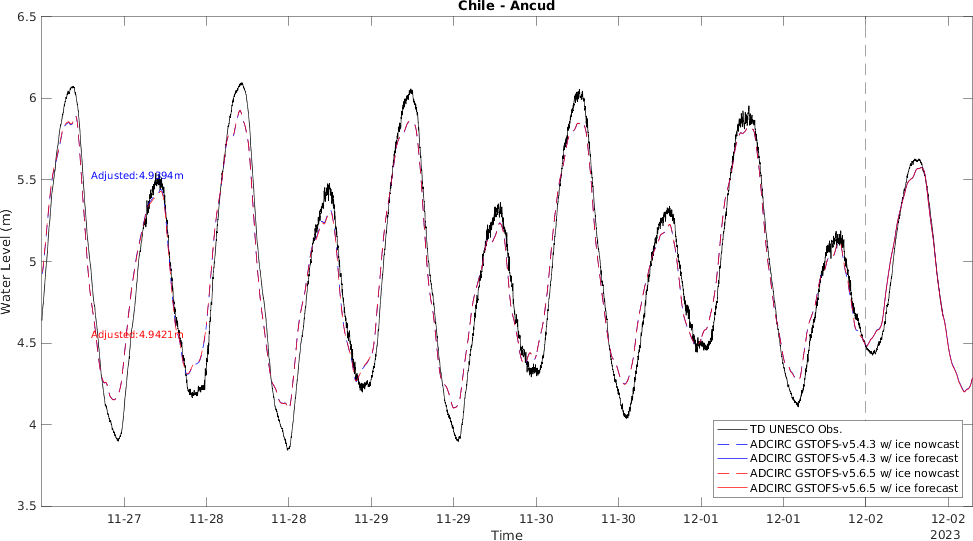 Chile - Ancud
6.5
6
5.5
5
4.5
4
3.5
Water Level (m)
Adjusted:4.9894m
Adjusted:4.9421m
TD UNESCO Obs.
ADCIRC GSTOFS-v5.4.3 w/ ice nowcast
ADCIRC GSTOFS-v5.4.3 w/ ice forecast
ADCIRC GSTOFS-v5.6.5 w/ ice nowcast
ADCIRC GSTOFS-v5.6.5 w/ ice forecast
11-27 11-28 11-28 11-29 11-29 11-30 11-30 12-01 12-01 12-02 12-02
2023
Time